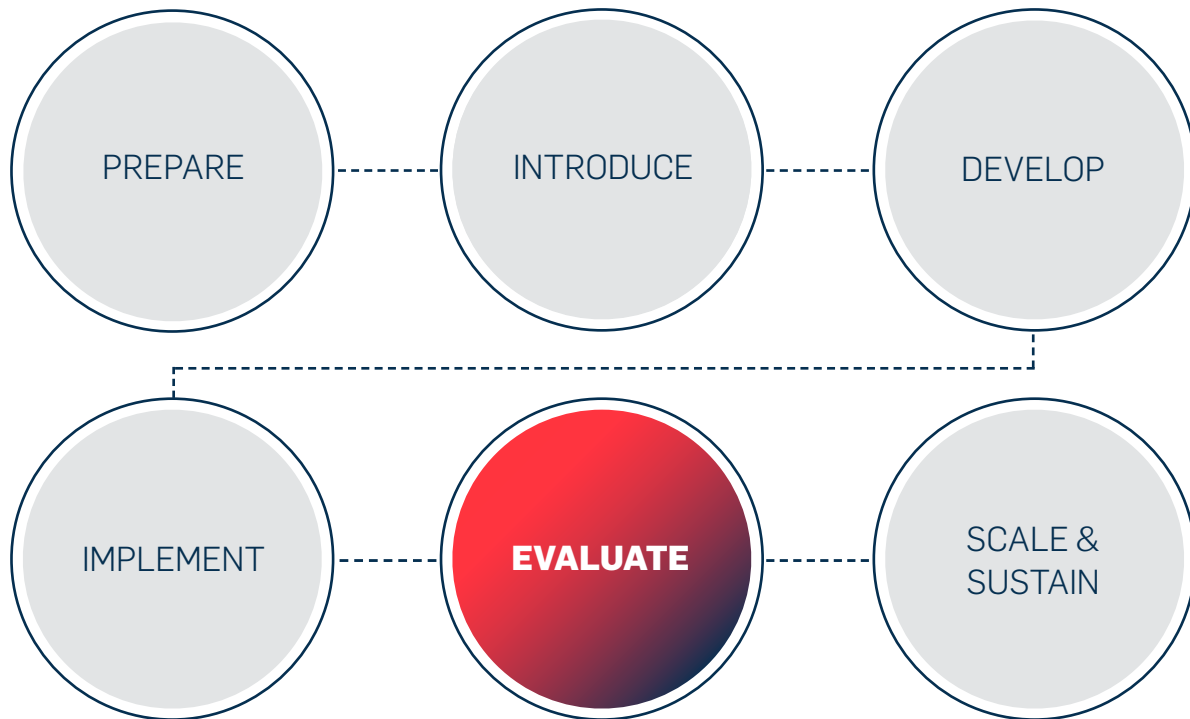 PREPARE
INTRODUCE
DEVELOP
IMPLEMENT
EVALUATE
SCALE &
SUSTAIN